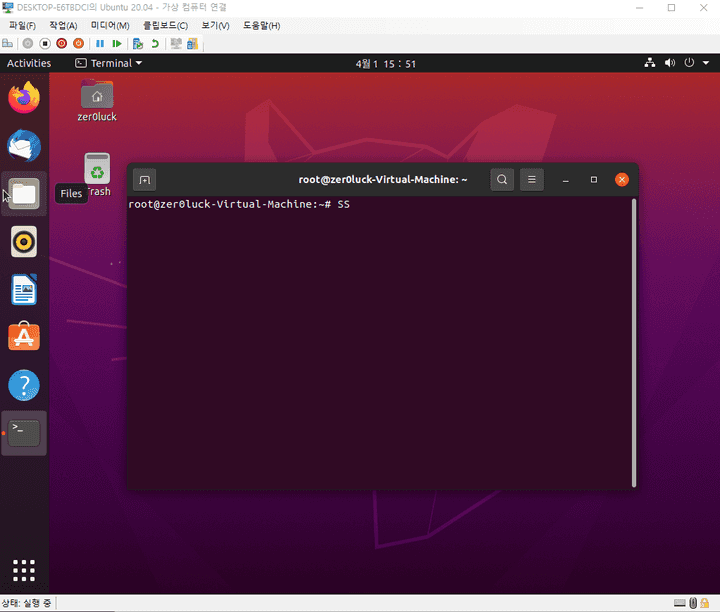 DESKTOP-E6TBDCI의 Ubuntu 20.04 - 가상 컴퓨터 연결
파일(F) 작업(A) 미디어(M) 클립보드(C) 보기(V) 도움말(H)
Activities Terminal 4월 1 15 : 51
zer0luck
Trash
Files
root@zer0luck-Virtual-Machine: ~
root@zer0luck-Virtual-Machine:~# SS
상태: 실행 중